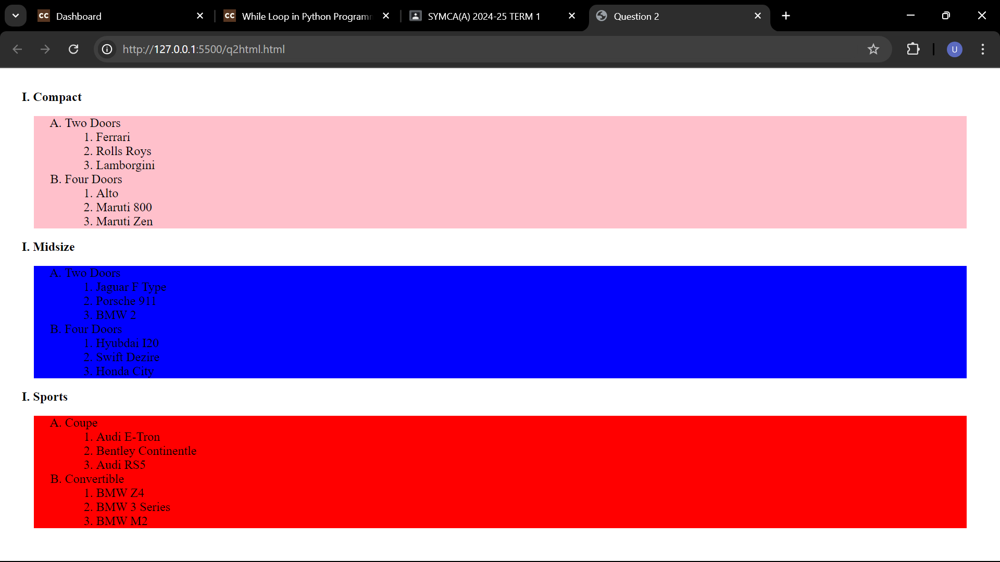 CC Dashboard
CC While Loop in Python Programm
SYMCA(A) 2024-25 TERM 1
Question 2
http://127.0.0.1:5500/q2html.html
U
I. Compact
A. Two Doors
1. Ferrari
2. Rolls Roys
3. Lamborgini
B. Four Doors
1. Alto
2. Maruti 800
3. Maruti Zen
I. Midsize
A. Two Doors
1. Jaguar F Type
2. Porsche 911
3. BMW 2
B. Four Doors
1. Hyubdai I20
2. Swift Dezire
3. Honda City
I. Sports
A. Coupe
1. Audi E-Tron
2. Bentley Continentle
3. Audi RS5
B. Convertible
1. BMW Z4
2. BMW 3 Series
3. BMW M2